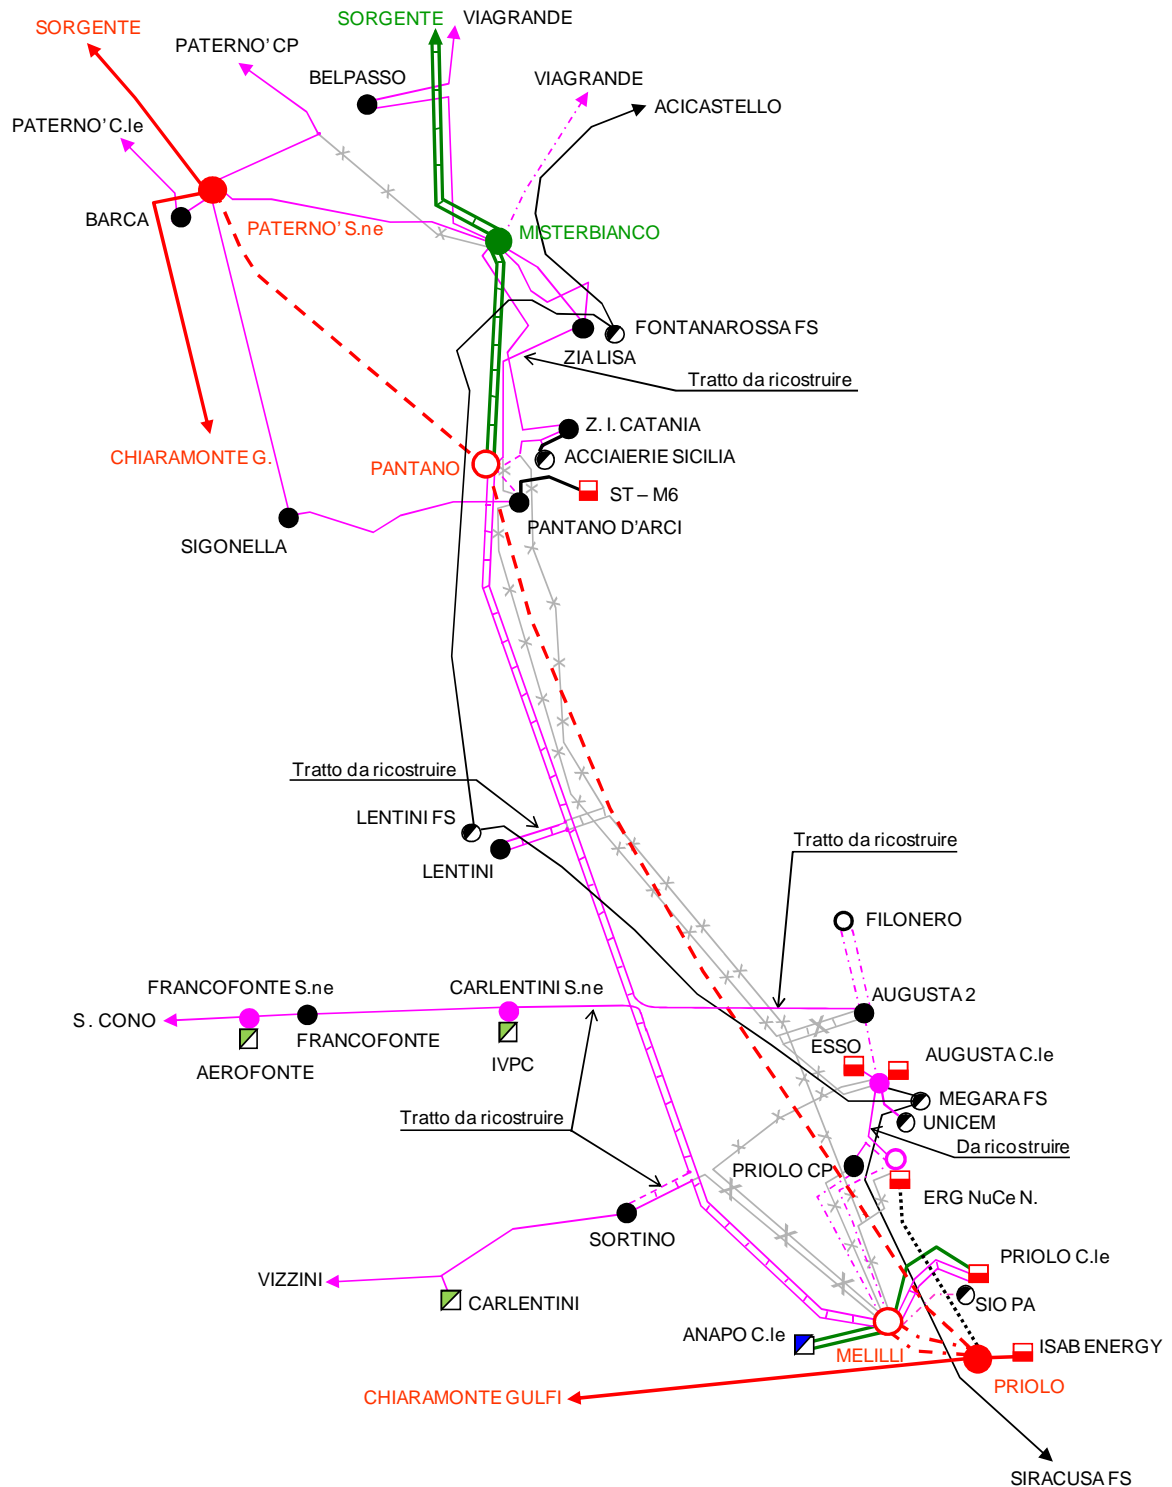 SORGENTE
VIAGRANDE
SORGENTE
PATERNO' CP
BELPASSO
VIAGRANDE
ACICASTELLO
PATERNO' C.le
BARCA
PATERNO' S.ne
MISTERBIANCO
FONTANAROSSA FS
ZIA LISA
Tratto da ricostruire
Z. I. CATANIA
CHIARAMONTE G.
PANTANO
ACCIAIERIE SICILIA
ST – M6
PANTANO D'ARCI
SIGONELLA
Tratto da ricostruire
LENTINI FS
LENTINI
Tratto da ricostruire
FILONERO
FRANCOFONTE S.ne
CARLENTINI S.ne
AUGUSTA 2
S. CONO
FRANCOFONTE
ESSO
AUGUSTA C.le
AEROFONTE
IVPC
MEGARA FS
Tratto da ricostruire
UNICEM
Da ricostruire
PRIOLO CP
ERG NuCe N.
SORTINO
PRIOLO C.le
VIZZINI
CARLENTINI
SIO PA
ANAPO C.le
MELILLI
ISAB ENERGY
PRIOLO
CHIARAMONTE GULFI
SIRACUSA FS